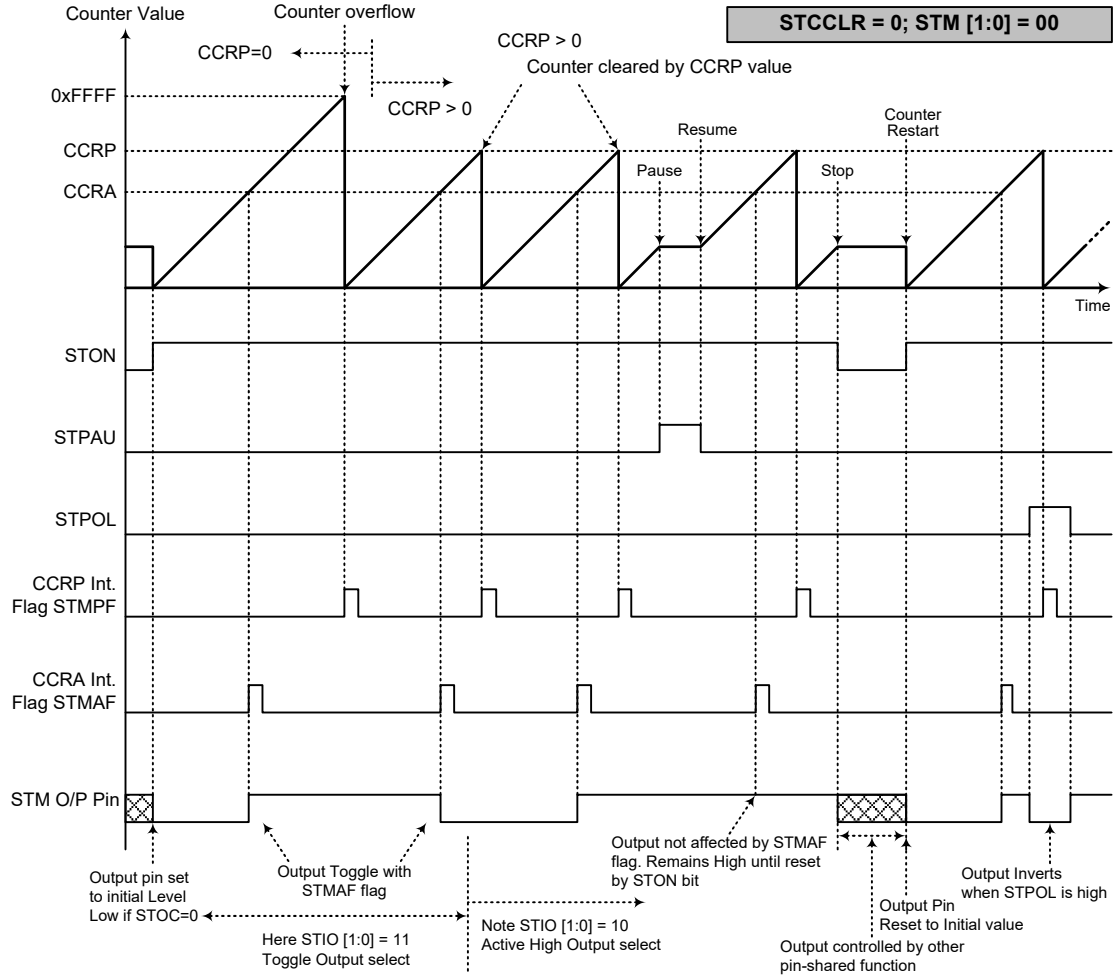 Counter Value
Counter overflow
STCCLR = 0; STM [1:0] = 00
CCRP=0
CCRP > 0
CCRP > 0
Counter cleared by CCRP value
0xFFFF
CCRP
CCRA
Pause
Resume
Stop
Counter
Restart
Time
STON
STPAU
STPOL
CCRP Int.
Flag STMPF
CCRA Int.
Flag STMAF
STM O/P Pin
Output pin set
to initial Level
Low if STOC=0
Output Toggle with
STMAF flag
Here STIO [1:0] = 11
Toggle Output select
Note STIO [1:0] = 10
Active High Output select
Output not affected by STMAF
flag. Remains High until reset
by STON bit
Output controlled by other
pin-shared function
Output Pin
Reset to Initial value
Output Inverts
when STPOL is high